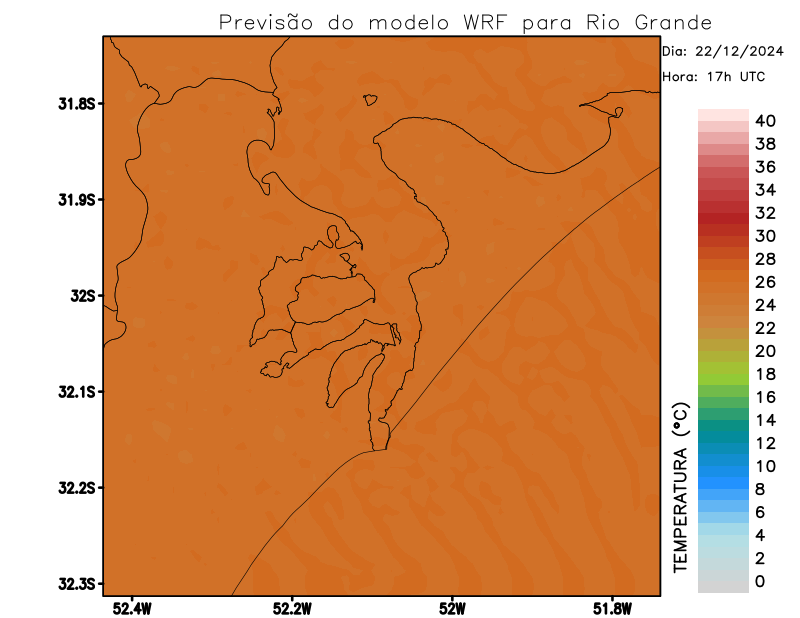 Previsão do modelo WRF para Rio Grande
Dia: 22/12/2024
Hora: 17h UTC
31.8S
31.9S
32S
32.1S
32.2S
32.3S
52.4W
52.2W
52W
51.8W
TEMPERATURA (°C)
40
38
36
34
32
30
28
26
24
22
20
18
16
14
12
10
8
6
4
2
0